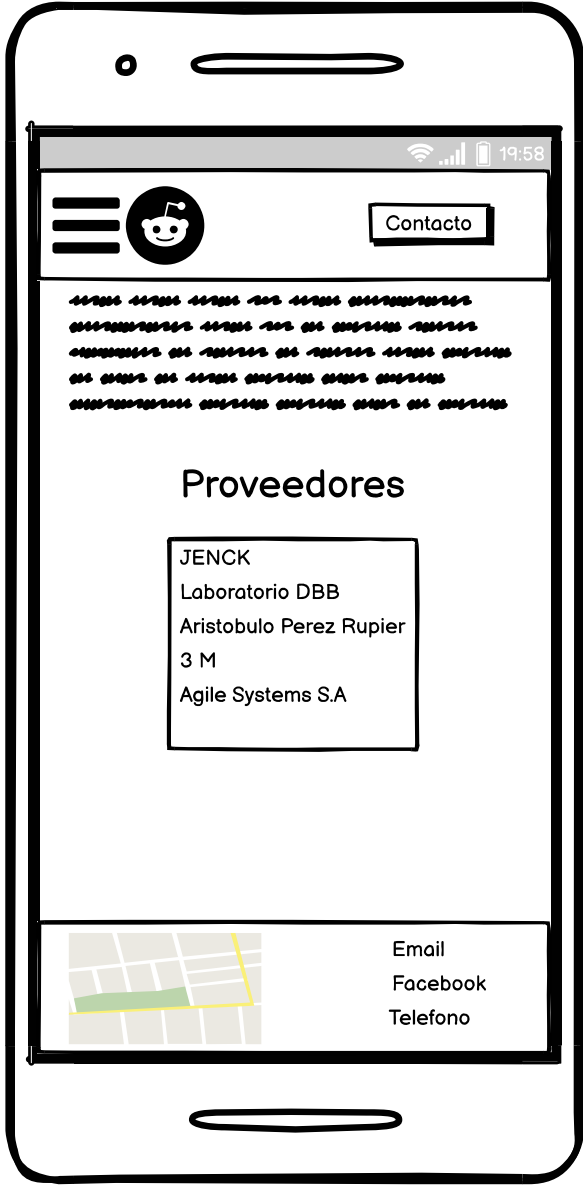 19:58
Contacto
Proveedores
JENCK
Laboratorio DBB
Aristobulo Perez Rupier
3 M
Agile Systems S.A
Email
Facebook
Telefono